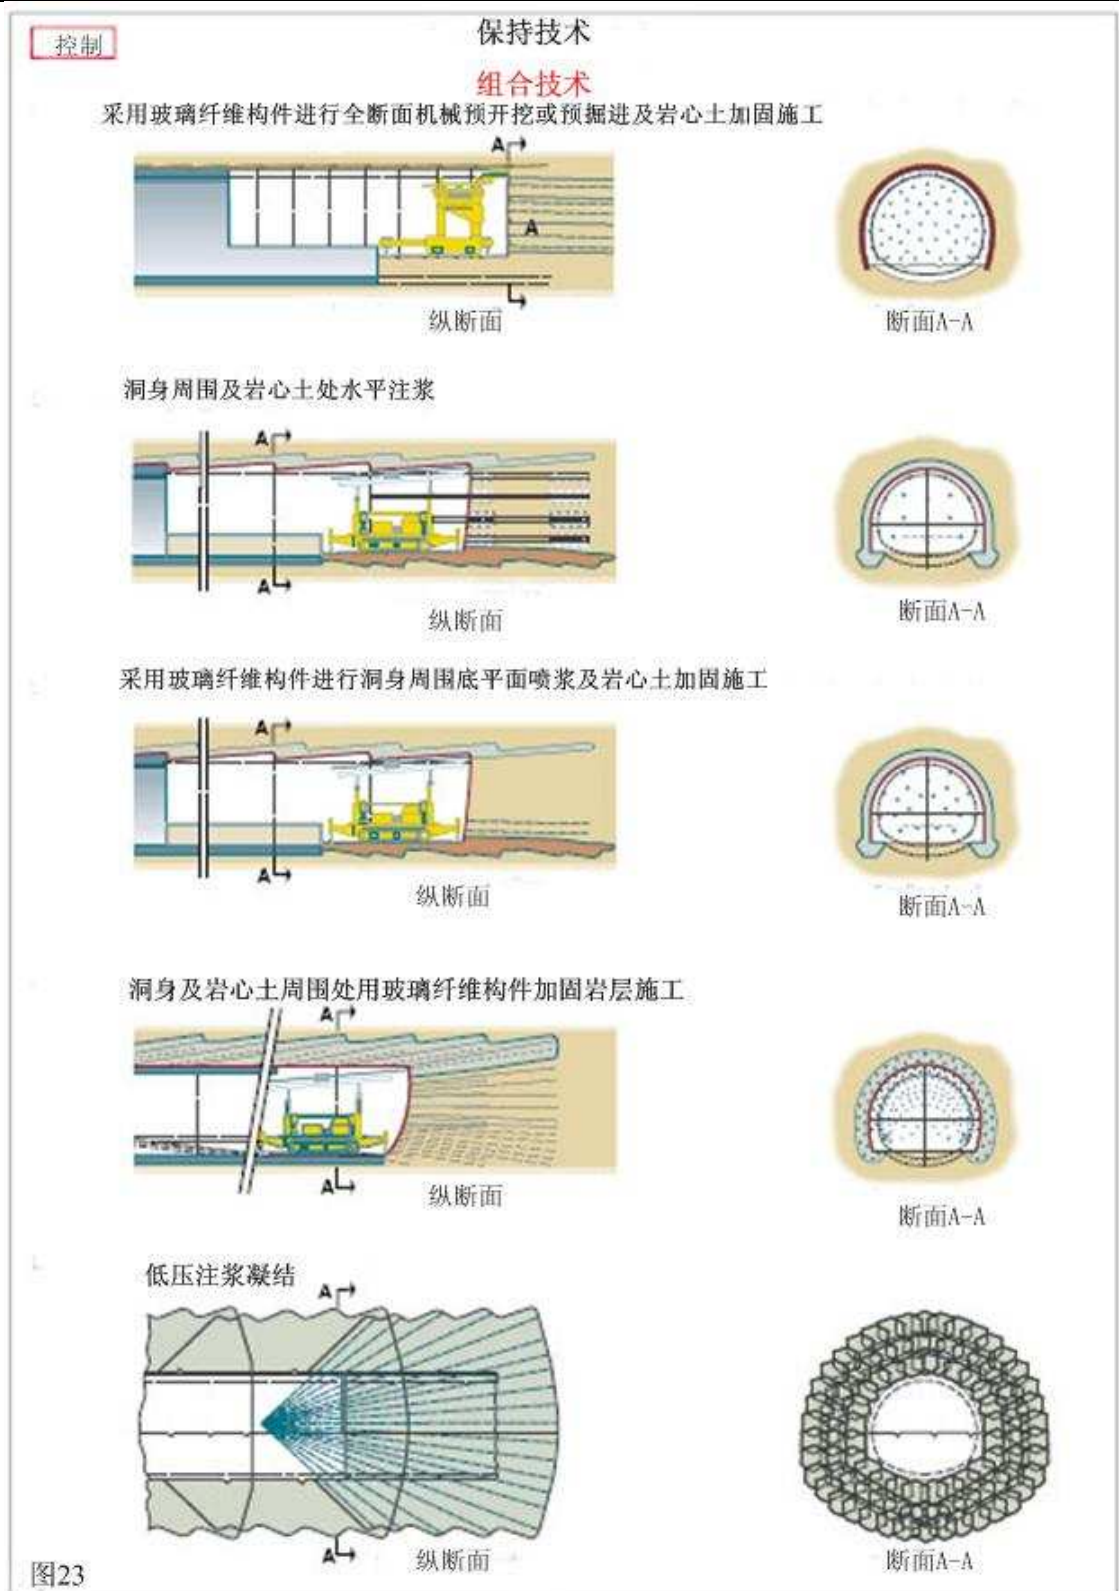 控制
保持技术
组合技术
采用玻璃纤维构件进行全断面机械预开挖或预掘进及岩心土加固施工
A
A
纵断面
断面A-A
洞身周围及岩心土处水平注浆
A
A
纵断面
断面A-A
采用玻璃纤维构件进行洞身周围底平面喷浆及岩心土加固施工
A
A
纵断面
断面A-A
洞身及岩心土周围处用玻璃纤维构件加固岩层施工
A
A
纵断面
断面A-A
低压注浆凝结
A
A
纵断面
断面A-A
图23